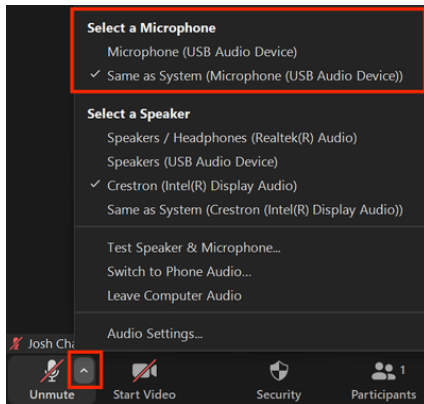 Select a Microphone
Microphone (USB Audio Device)
Same as System (Microphone (USB Audio Device))
Select a Speaker
Speakers / Headphones (Realtek(R) Audio)
Speakers (USB Audio Device)
Crestron (Intel(R) Display Audio)
Same as System (Crestron (Intel(R) Display Audio))
Test Speaker & Microphone...
Switch to Phone Audio...
Leave Computer Audio
Audio Settings...
Josh Cha
1
Unmute Start Video Security Participants